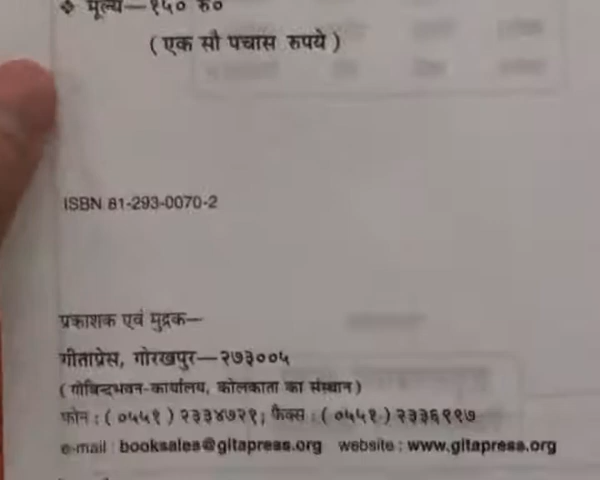 ❖ मूल्य—१५० रु०
( एक सौ पचास रुपये )
ISBN 81-293-0070-2
प्रकाशक एवं मुद्रक—
गीताप्रेस, गोरखपुर—२७३००५
( गोबिन्दभवन-कार्यालय, कोलकाता का संस्थान )
फोन : ( ०५५१ ) २३३४७२१; फैक्स : ( ०५५१ ) २३३६९९७
e-mail : booksales@gitapress.org website : www.gitapress.org